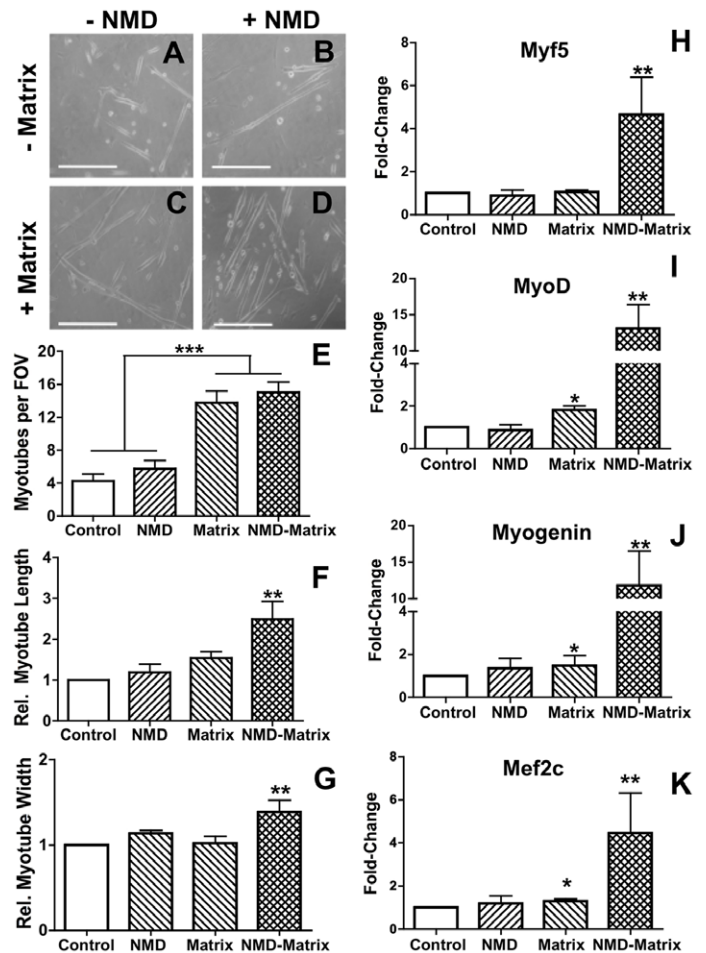 - NMD
+ NMD
- Matrix
+ Matrix
A
B
C
D
E
Myotubes per FOV
20
16
12
8
4
0
***
Control
NMD
Matrix
NMD-Matrix
F
Rel. Myotube Length
4
3
2
1
0
**
Control
NMD
Matrix
NMD-Matrix
G
Rel. Myotube Width
2
1
0
**
Control
NMD
Matrix
NMD-Matrix
H
Myf5
Fold-Change
8
6
4
2
0
**
Control
NMD
Matrix
NMD-Matrix
I
MyoD
Fold-Change
20
15
10
4
2
0
*
**
Control
NMD
Matrix
NMD-Matrix
J
Myogenin
Fold-Change
20
15
10
4
2
0
*
**
Control
NMD
Matrix
NMD-Matrix
K
Mef2c
Fold-Change
8
6
4
2
0
*
**
Control
NMD
Matrix
NMD-Matrix